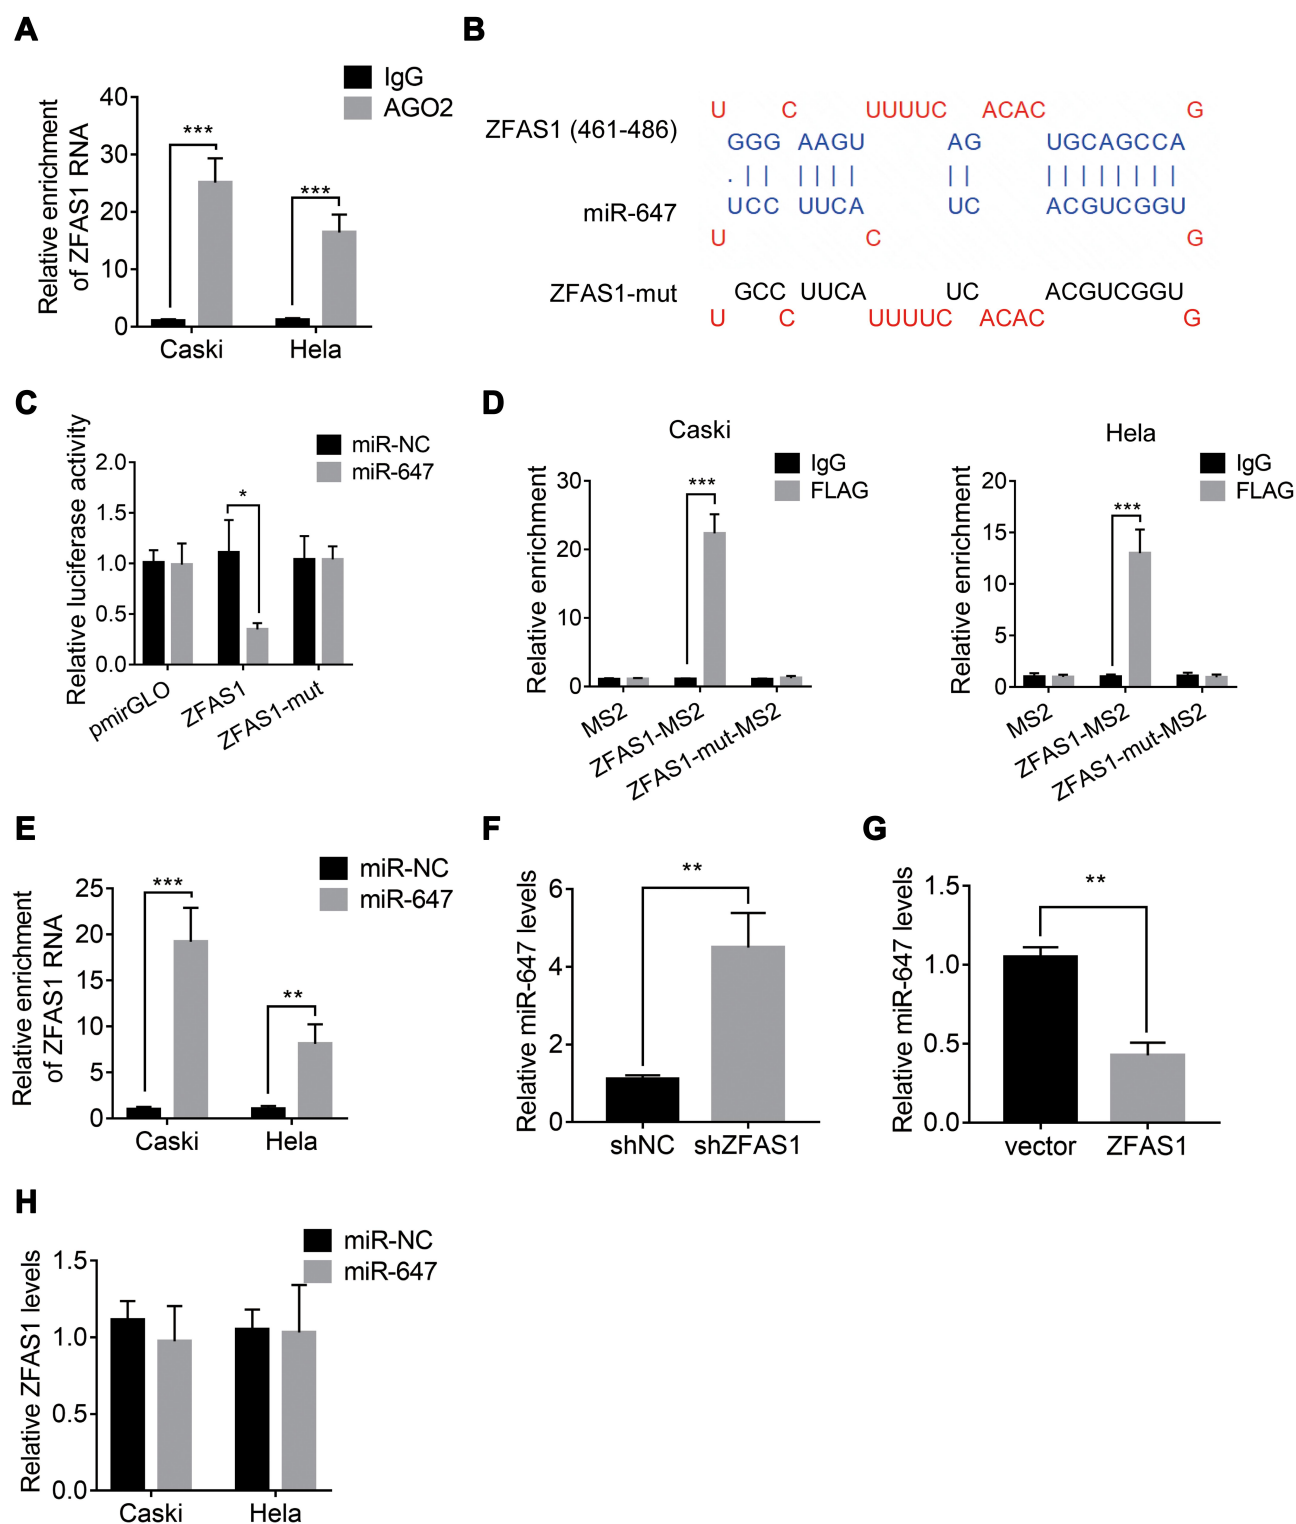 A
IgG
AGO2
Relative enrichment
of ZFAS1 RNA
40
30
20
10
0
***
***
Caski
Hela
B
U C UUUUC ACAC G
ZFAS1 (461-486)
GGG AAGU AG UGCAGCCA
. | | | | | | | | | | | | | | | |
miR-647
UCC UUCA UC ACGUCGGU
U C G
ZFAS1-mut
GCC UUCA UC ACGUCGGU
U C UUUUC ACAC G
C
miR-NC
miR-647
Relative luciferase activity
2.0
1.5
1.0
0.5
0.0
*
pmirGLO
ZFAS1
ZFAS1-mut
D
Caski
IgG
FLAG
Relative enrichment
30
20
10
0
***
MS2
ZFAS1-MS2
ZFAS1-mut-MS2
Hela
IgG
FLAG
Relative enrichment
20
15
10
5
0
***
MS2
ZFAS1-MS2
ZFAS1-mut-MS2
E
miR-NC
miR-647
Relative enrichment
of ZFAS1 RNA
25
20
15
10
5
0
***
**
Caski
Hela
F
Relative miR-647 levels
6
4
2
0
**
shNC
shZFAS1
G
Relative miR-647 levels
1.5
1.0
0.5
0.0
**
vector
ZFAS1
H
miR-NC
miR-647
Relative ZFAS1 levels
1.5
1.0
0.5
0.0
Caski
Hela